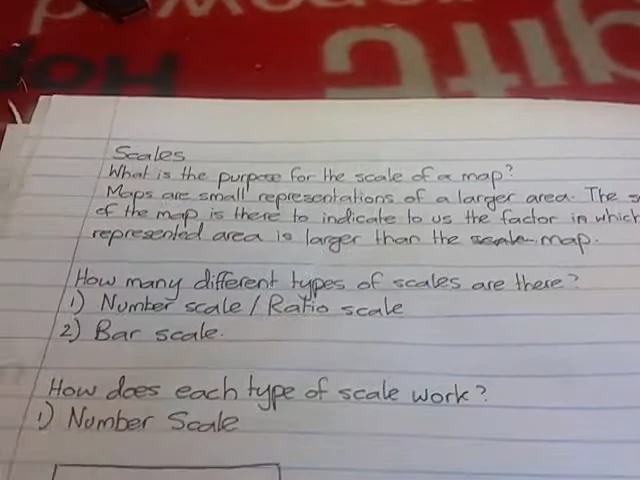 Scales
What is the purpose for the scale of a map?
Maps are small representations of a larger area. The
of the map is there to indicate to us the factor in which
represented area is larger than the scale map.
How many different types of scales are there?
1) Number scale / Ratio scale
2) Bar scale.
How does each type of scale work?
1) Number Scale